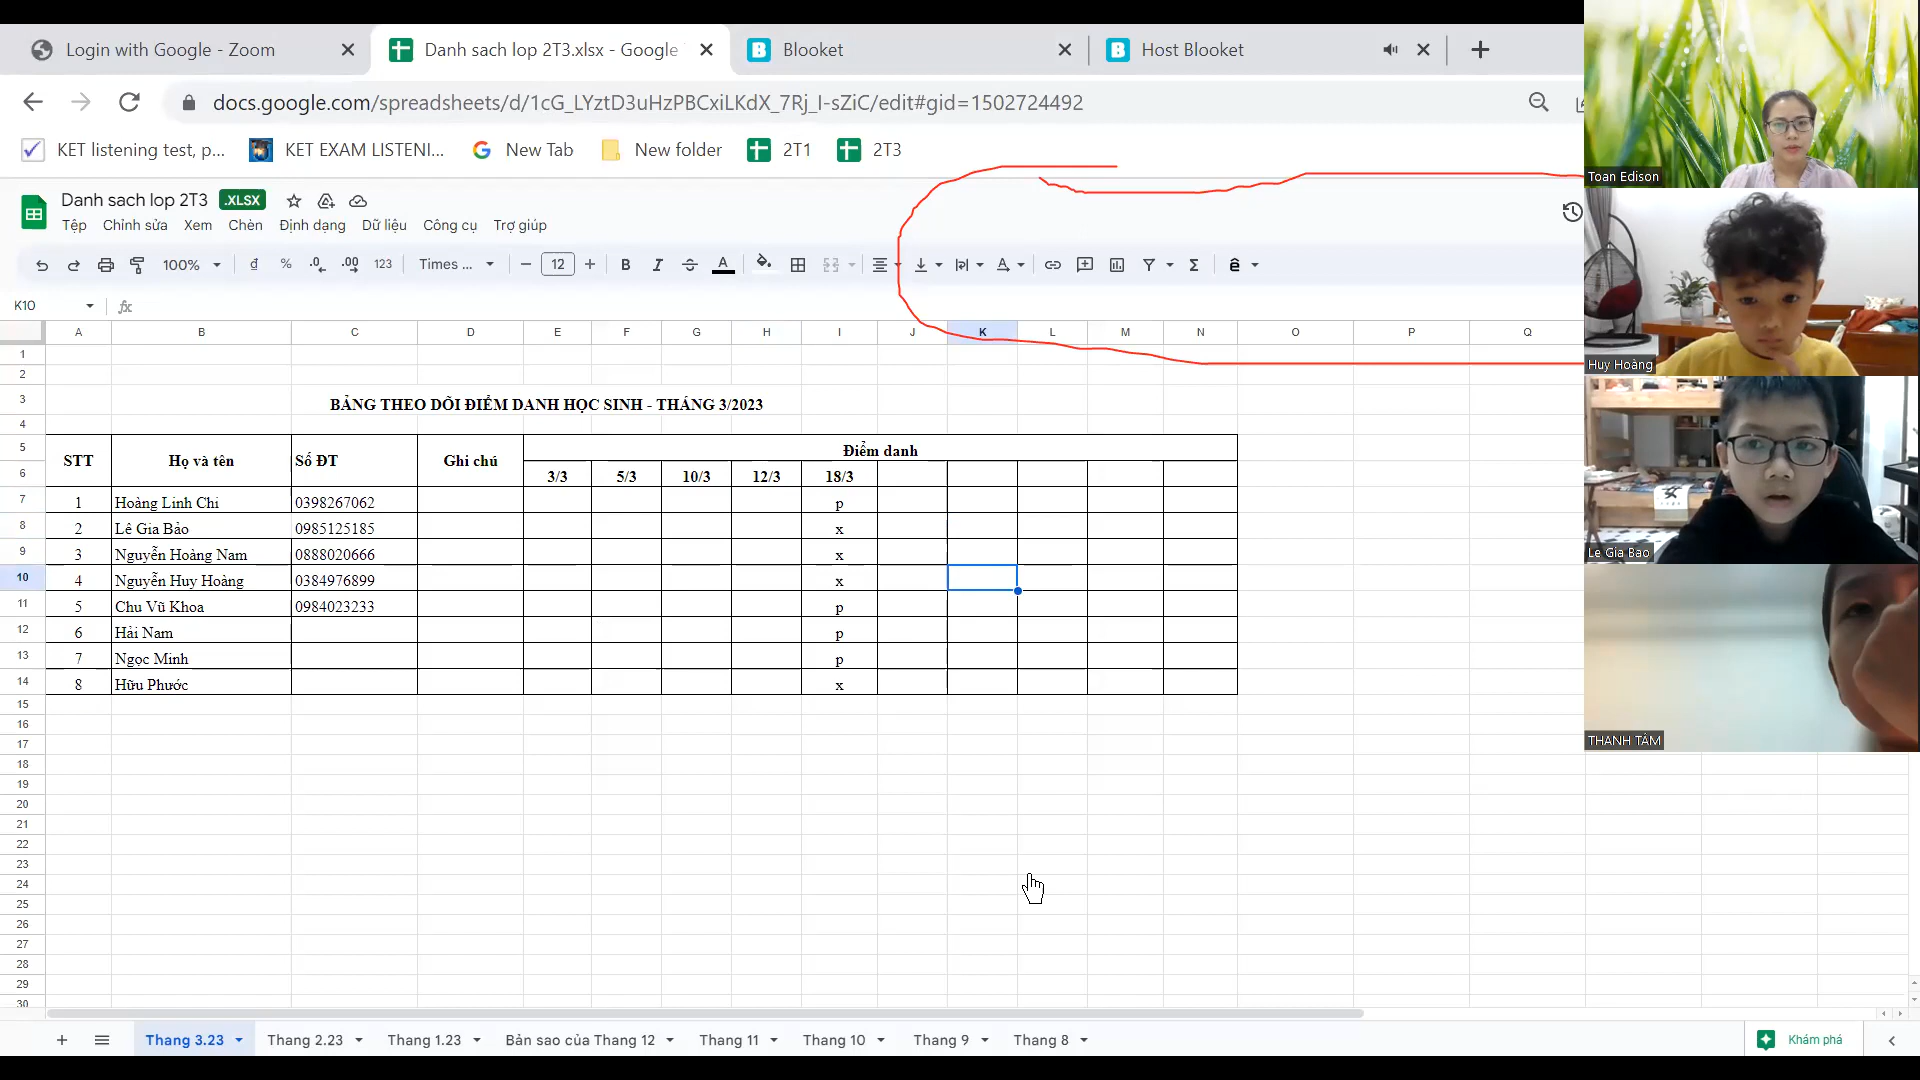 Login with Google - Zoom
Danh sach lop 2T3.xlsx - Google
Blooket
Host Blooket
docs.google.com/spreadsheets/d/1cG_LYztD3uHzPBCxiLKdX_7Rj_I-sZiC/edit#gid=1502724492
KET listening test, p...
KET EXAM LISTENI...
New Tab
New folder
2T1
2T3
Danh sach lop 2T3 .XLSX
Tệp Chỉnh sửa Xem Chèn Định dạng Dữ liệu Công cụ Trợ giúp
100% đ % .0 .00 123 Times ... 12 B I A
K10 fx
A B C D E F G H I J K L M N O P Q
1
2
3 BẢNG THEO DÕI ĐIỂM DANH HỌC SINH - THÁNG 3/2023
4
5 STT Họ và tên Số ĐT Ghi chú Điểm danh
6 3/3 5/3 10/3 12/3 18/3
7 1 Hoàng Linh Chi 0398267062 p
8 2 Lê Gia Bảo 0985125185 x
9 3 Nguyễn Hoàng Nam 0888020666 x
10 4 Nguyễn Huy Hoàng 0384976899 x
11 5 Chu Vũ Khoa 0984023233 p
12 6 Hải Nam p
13 7 Ngọc Minh p
14 8 Hữu Phước x
15
16
17
18
19
20
21
22
23
24
25
26
27
28
29
30
Thang 3.23 Thang 2.23 Thang 1.23 Bản sao của Thang 12 Thang 11 Thang 10 Thang 9 Thang 8 Khám phá
Toan Edison
Huy Hoàng
Le Gia Bao
THANH TÂM